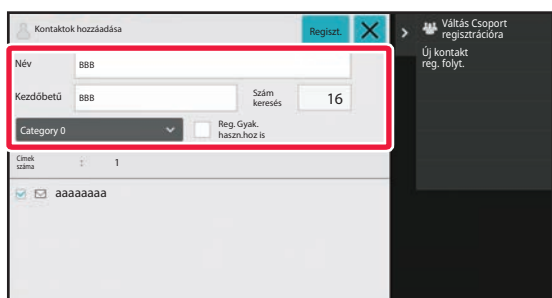 Kontaktok hozzáadása
Regiszt.
Név
BBB
Kezdőbetű
BBB
Szám
keresés
16
Category 0
Reg. Gyak.
haszn.hoz is
Címek
száma
:
1
aaaaaaaa
Váltás Csoport
regisztrációra
Új kontakt
reg. folyt.